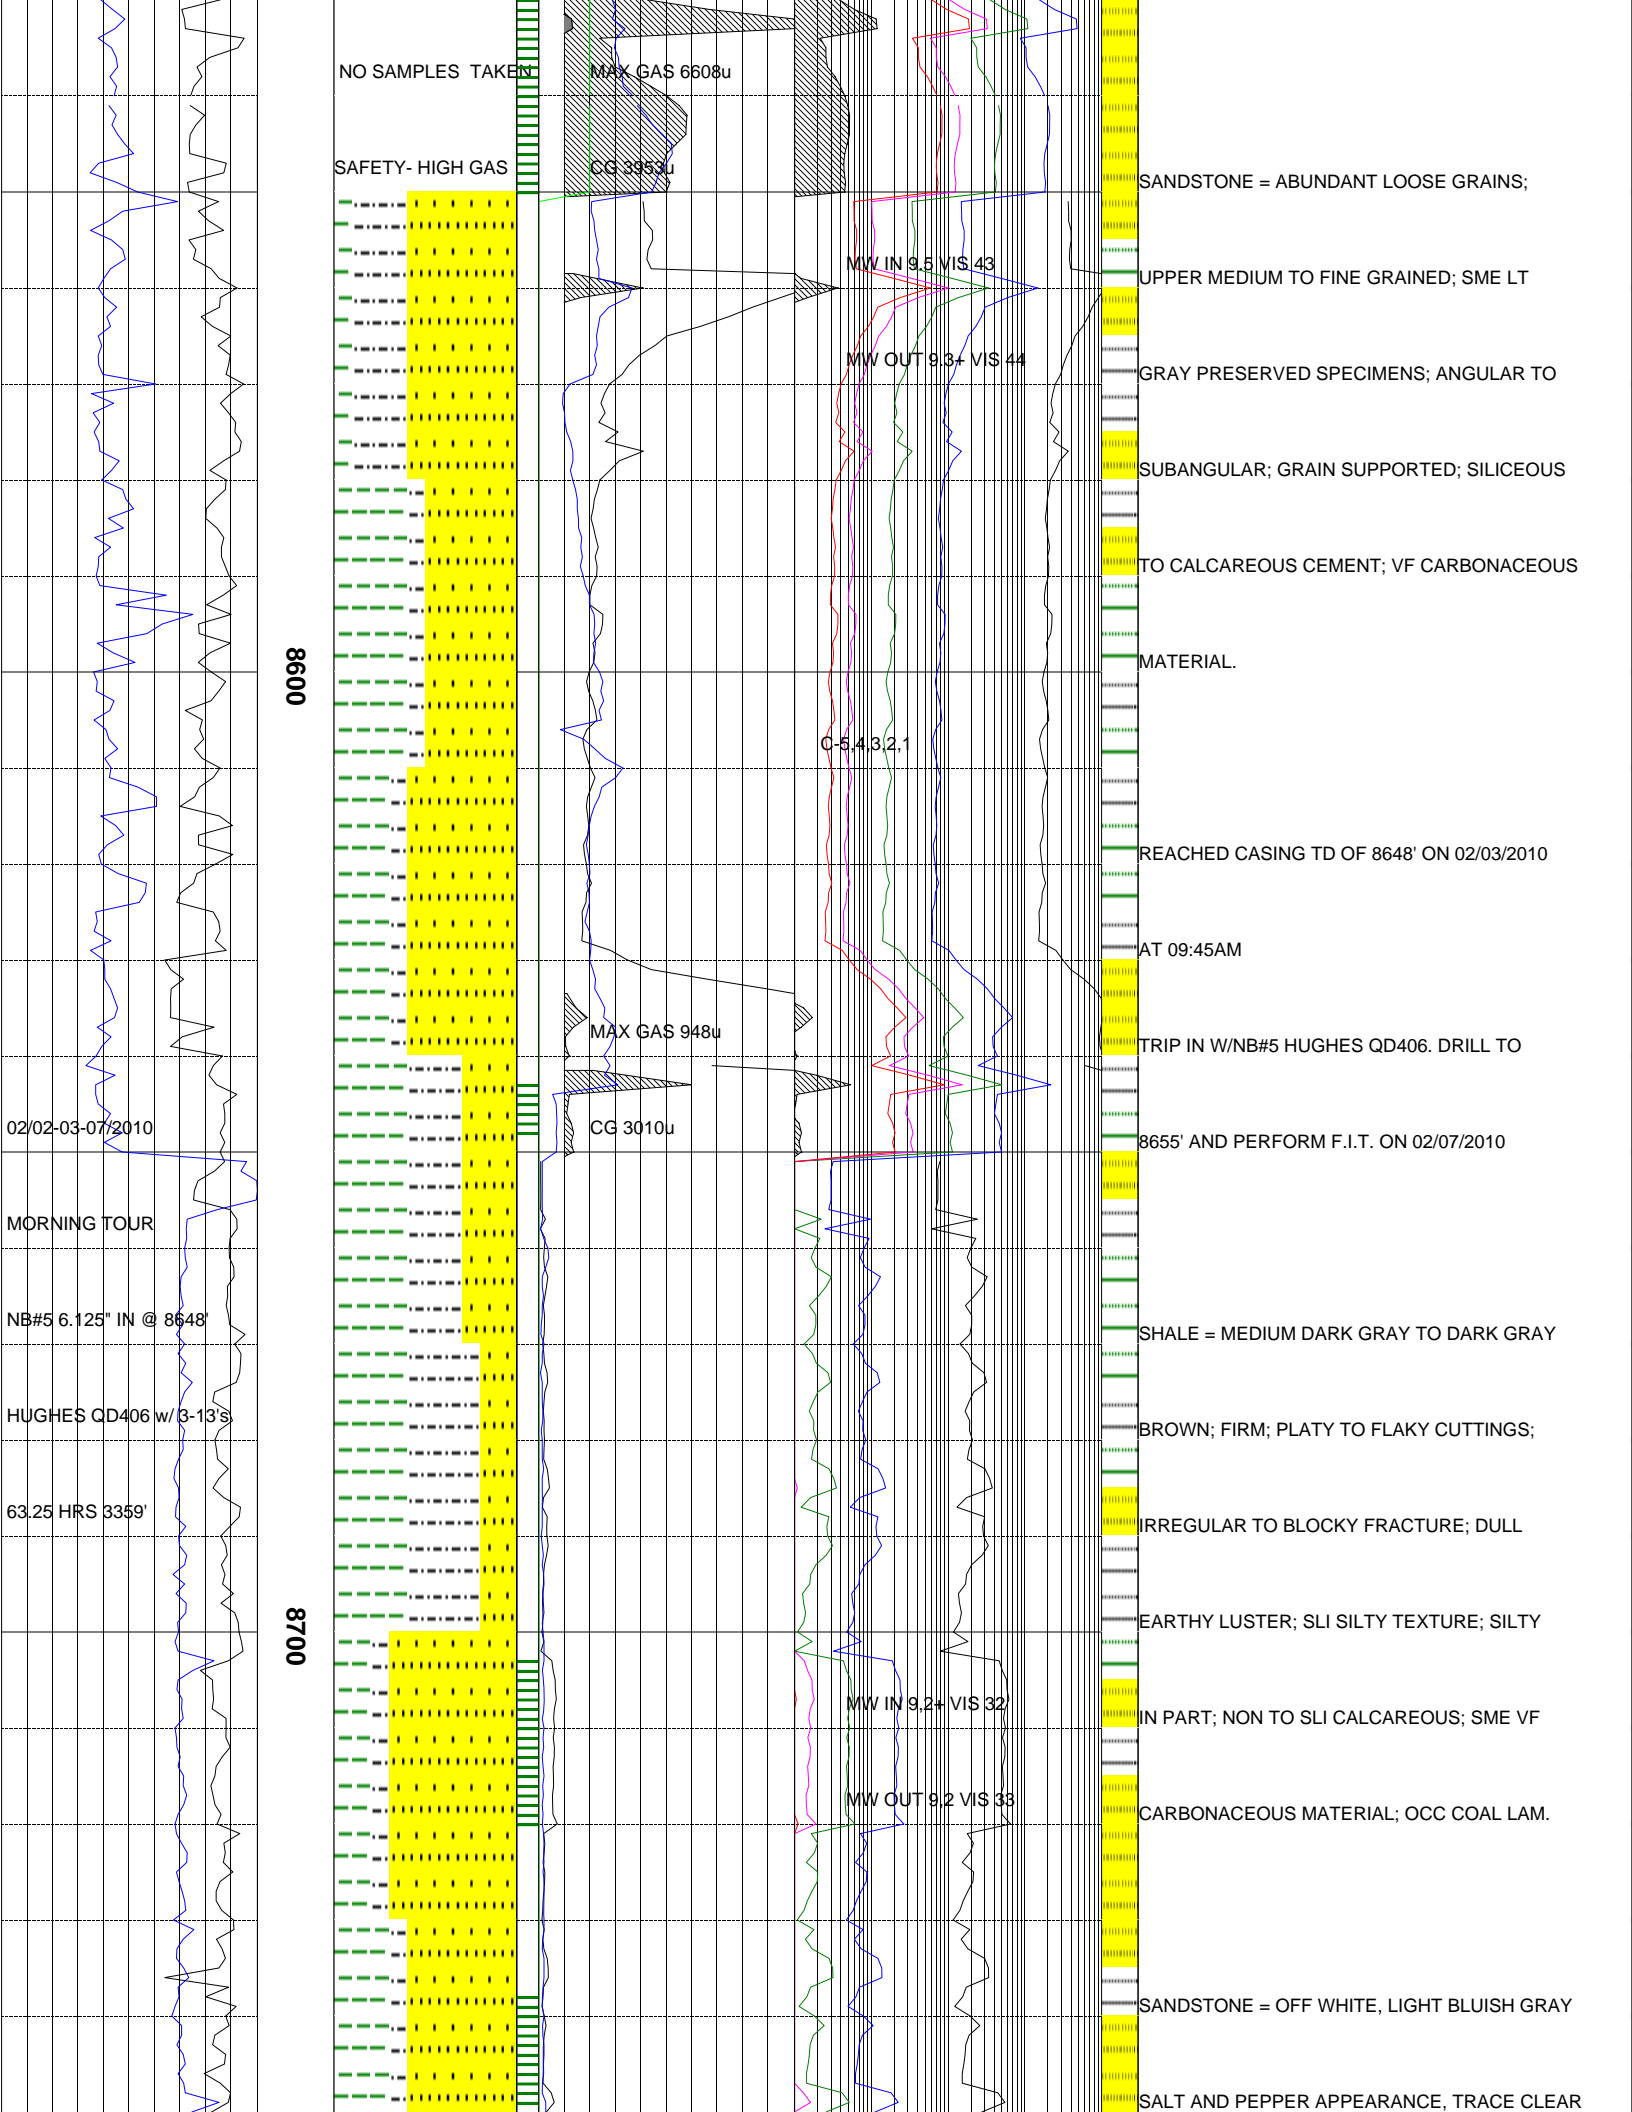 NO SAMPLES TAKEN
MAX GAS 6608u
SAFETY- HIGH GAS
CG 3953u
SANDSTONE = ABUNDANT LOOSE GRAINS;
MW IN 9.5 VIS 43
UPPER MEDIUM TO FINE GRAINED; SME LT
MW OUT 9.3+ VIS 44
GRAY PRESERVED SPECIMENS; ANGULAR TO
SUBANGULAR; GRAIN SUPPORTED; SILICEOUS
TO CALCAREOUS CEMENT; VF CARBONACEOUS
8600
MATERIAL.
C-5,4,3,2,1
REACHED CASING TD OF 8648' ON 02/03/2010
AT 09:45AM
MAX GAS 948u
TRIP IN W/NB#5 HUGHES QD406. DRILL TO
02/02-03-07/2010
CG 3010u
8655' AND PERFORM F.I.T. ON 02/07/2010
MORNING TOUR
NB#5 6.125" IN @ 8648'
SHALE = MEDIUM DARK GRAY TO DARK GRAY
HUGHES QD406 w/ 3-13's
BROWN; FIRM; PLATY TO FLAKY CUTTINGS;
63.25 HRS 3359'
IRREGULAR TO BLOCKY FRACTURE; DULL
8700
EARTHY LUSTER; SLI SILTY TEXTURE; SILTY
MW IN 9,2+ VIS 32
IN PART; NON TO SLI CALCAREOUS; SME VF
MW OUT 9,2 VIS 33
CARBONACEOUS MATERIAL; OCC COAL LAM.
SANDSTONE = OFF WHITE, LIGHT BLUISH GRAY
SALT AND PEPPER APPEARANCE, TRACE CLEAR